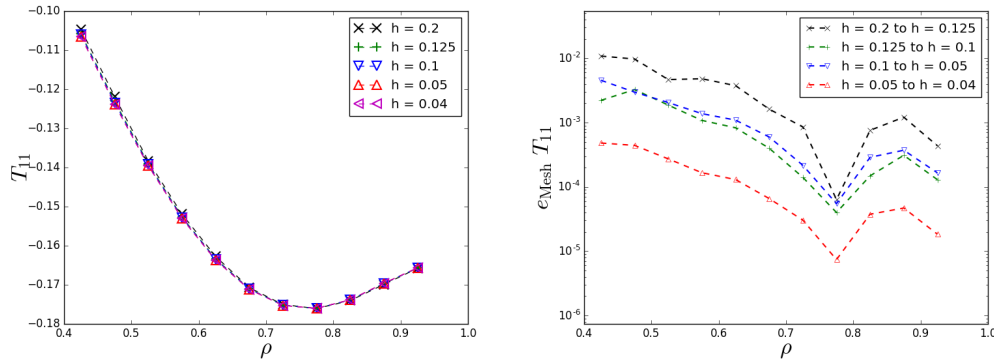 −0.10
−0.11
−0.12
−0.13
−0.14
−0.15
−0.16
−0.17
−0.18
0.4 0.5 0.6 0.7 0.8 0.9 1.0
T₁₁
ρ
h = 0.2
h = 0.125
h = 0.1
h = 0.05
h = 0.04
10⁻²
10⁻³
10⁻⁴
10⁻⁵
10⁻⁶
0.4 0.5 0.6 0.7 0.8 0.9 1.0
e_Mesh T₁₁
ρ
h = 0.2 to h = 0.125
h = 0.125 to h = 0.1
h = 0.1 to h = 0.05
h = 0.05 to h = 0.04